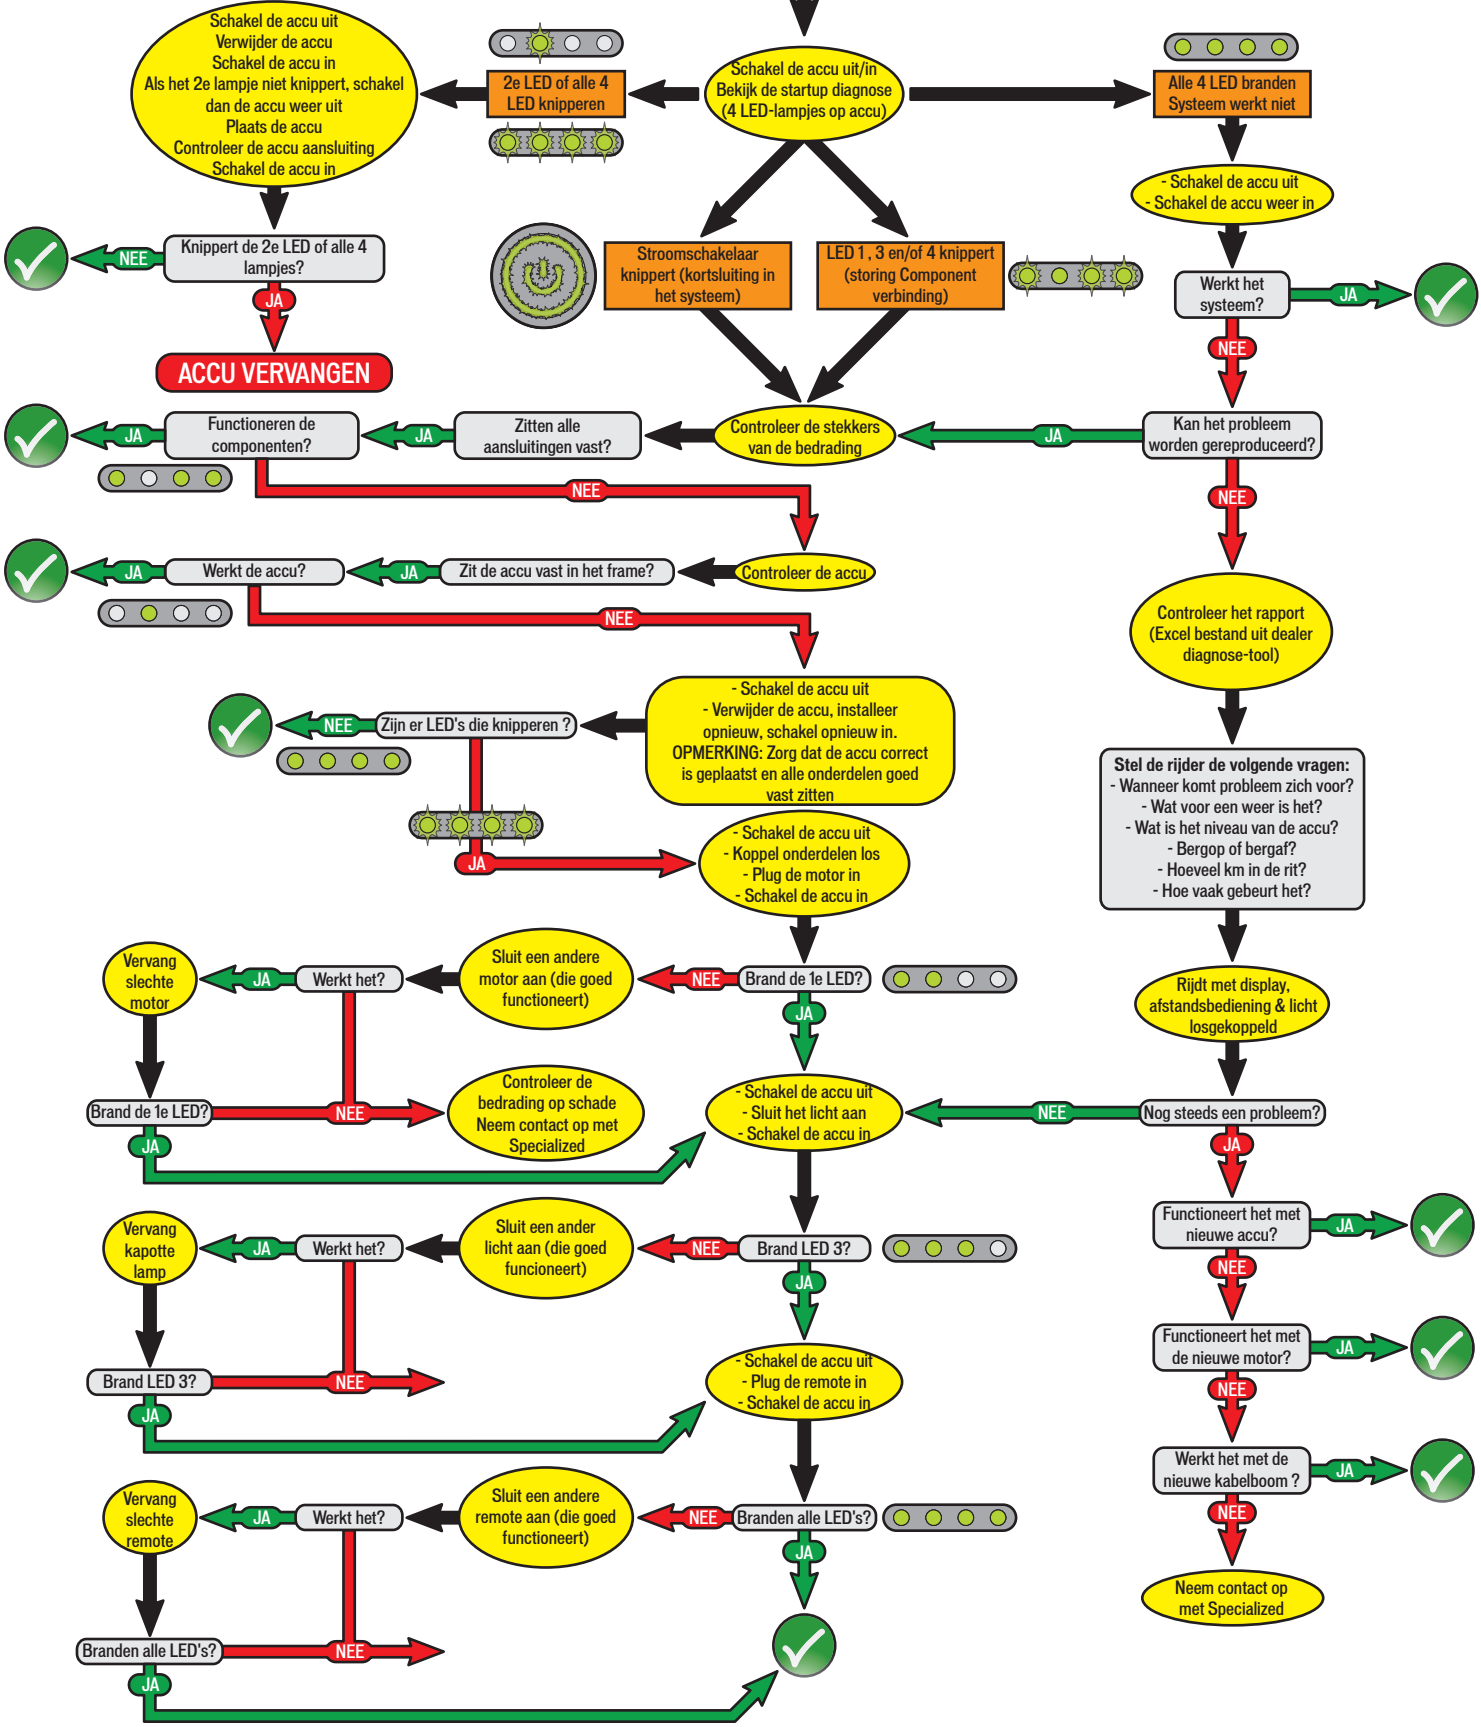 Schakel de accu uit
Verwijder de accu
Schakel de accu in
Als het 2e lampje niet knippert, schakel
dan de accu weer uit
Plaats de accu
Controleer de accu aansluiting
Schakel de accu in
2e LED of alle 4
LED knipperen
Schakel de accu uit/in
Bekijk de startup diagnose
(4 LED-lampjes op accu)
Alle 4 LED branden
Systeem werkt niet
- Schakel de accu uit
- Schakel de accu weer in
Knippert de 2e LED of alle 4
lampjes?
NEE
JA
ACCU VERVANGEN
Stroomschakelaar
knippert (kortsluiting in
het systeem)
LED 1 , 3 en/of 4 knippert
(storing Component
verbinding)
Werkt het
systeem?
JA
NEE
Functioneren de
componenten?
JA
Zitten alle
aansluitingen vast?
JA
Controleer de stekkers
van de bedrading
JA
Kan het probleem
worden gereproduceerd?
NEE
NEE
JA
Werkt de accu?
JA
Zit de accu vast in het frame?
Controleer de accu
NEE
Controleer het rapport
(Excel bestand uit dealer
diagnose-tool)
- Schakel de accu uit
- Verwijder de accu, installeer
opnieuw, schakel opnieuw in.
OPMERKING: Zorg dat de accu correct
is geplaatst en alle onderdelen goed
vast zitten
NEE
Zijn er LED's die knipperen ?
JA
Stel de rijder de volgende vragen:
- Wanneer komt probleem zich voor?
- Wat voor een weer is het?
- Wat is het niveau van de accu?
- Bergop of bergaf?
- Hoeveel km in de rit?
- Hoe vaak gebeurt het?
- Schakel de accu uit
- Koppel onderdelen los
- Plug de motor in
- Schakel de accu in
Vervang
slechte
motor
JA
Werkt het?
Sluit een andere
motor aan (die goed
functioneert)
NEE
Brand de 1e LED?
JA
Rijdt met display,
afstandsbediening & licht
losgekoppeld
Brand de 1e LED?
NEE
JA
Controleer de
bedrading op schade
Neem contact op met
Specialized
- Schakel de accu uit
- Sluit het licht aan
- Schakel de accu in
NEE
Nog steeds een probleem?
JA
Vervang
kapotte
lamp
JA
Werkt het?
Sluit een ander
licht aan (die goed
funcioneert)
NEE
Brand LED 3?
JA
Functioneert het met
nieuwe accu?
JA
NEE
Functioneert het met
de nieuwe motor?
JA
NEE
Brand LED 3?
NEE
JA
- Schakel de accu uit
- Plug de remote in
- Schakel de accu in
Werkt het met de
nieuwe kabelboom ?
JA
NEE
Vervang
slechte
remote
JA
Werkt het?
Sluit een andere
remote aan (die goed
functioneert)
NEE
Branden alle LED's?
JA
Neem contact op
met Specialized
Branden alle LED's?
NEE
JA